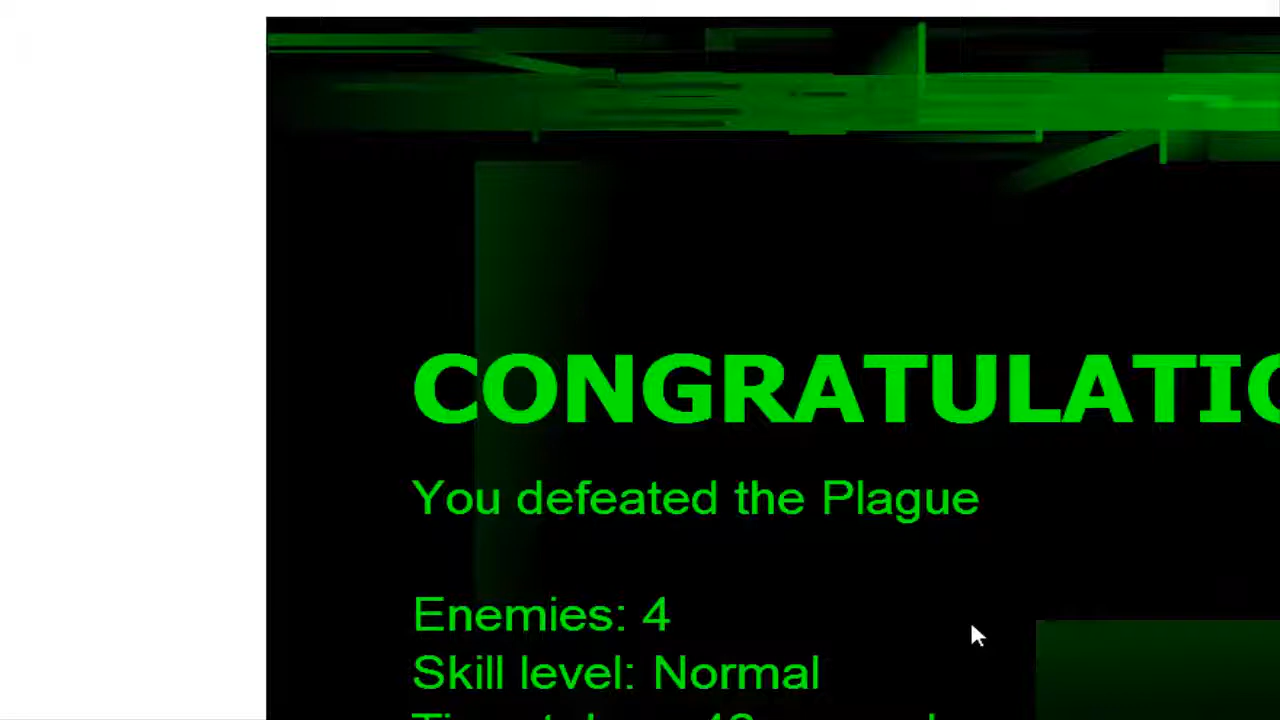 CONGRATULATIO
You defeated the Plague
Enemies: 4
Skill level: Normal